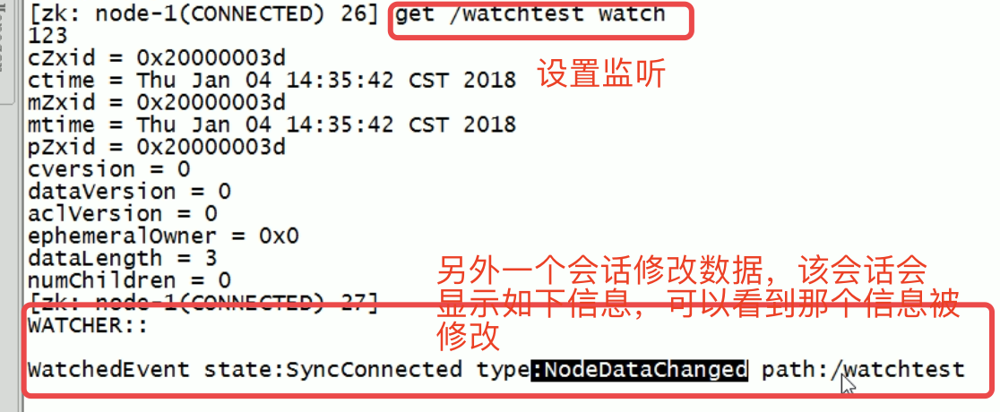 [zk: node-1(CONNECTED) 26] get /watchtest watch
123
cZxid = 0x20000003d
ctime = Thu Jan 04 14:35:42 CST 2018
设置监听
mZxid = 0x20000003d
mtime = Thu Jan 04 14:35:42 CST 2018
pZxid = 0x20000003d
cversion = 0
dataVersion = 0
aclVersion = 0
ephemeralOwner = 0x0
dataLength = 3
numChildren = 0
[zk: node-1(CONNECTED) 27]
另外一个会话修改数据，该会话会
显示如下信息，可以看到那个信息被
修改
WATCHER::
WatchedEvent state:SyncConnected type:NodeDataChanged path:/watchtest